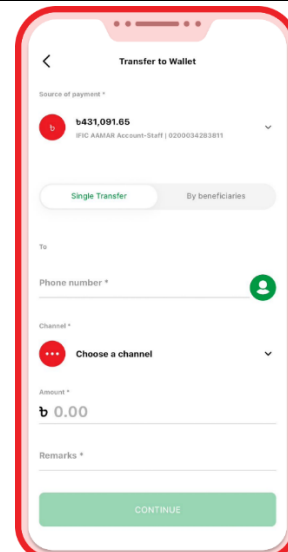 Transfer to Wallet
Source of payment *
৳
৳431,091.65
IFIC AAMAR Account-Staff | 0200034283811
Single Transfer
By beneficiaries
To
Phone number *
Channel *
Choose a channel
Amount *
৳ 0.00
Remarks *
CONTINUE